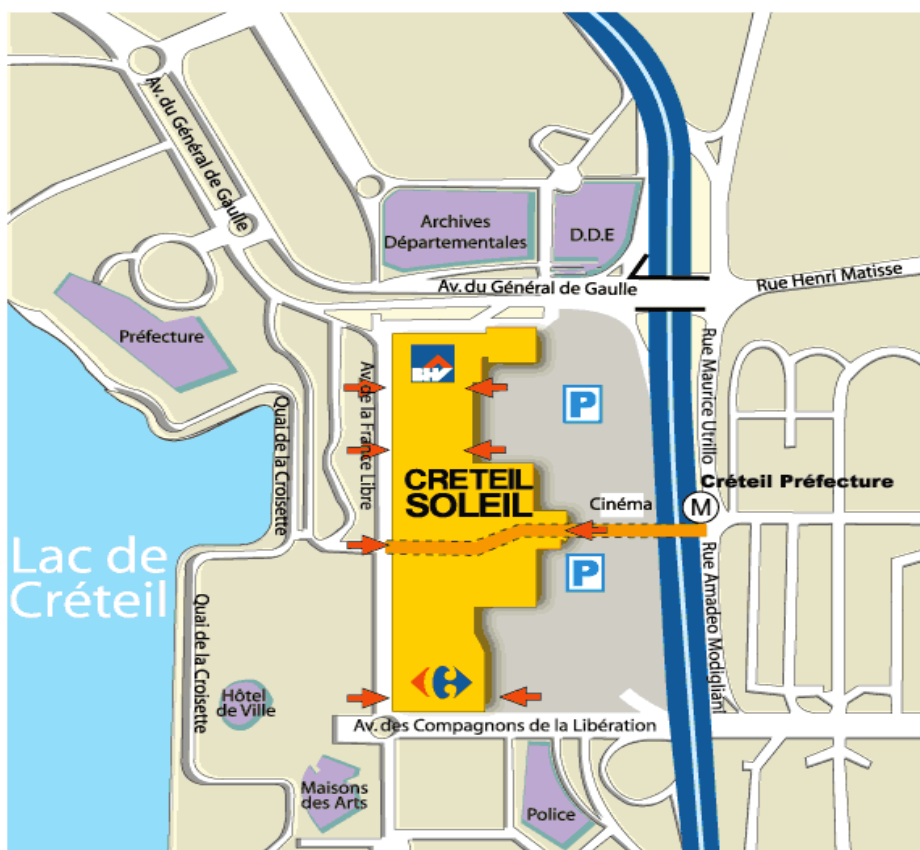 Av. du Général de Gaulle
Archives
Départementales
D.D.E
Av. du Général de Gaulle
Rue Henri Matisse
Préfecture
BHV
P
Av. de la France Libre
Rue Maurice Utrillo
Quai de la Croisette
CRETEIL
SOLEIL
Créteil Préfecture
Cinéma
M
Lac de
Créteil
P
Rue Amadeo Modigliani
Quai de la Croisette
Hôtel
de Ville
Av. des Compagnons de la Libération
Maisons
des Arts
Police